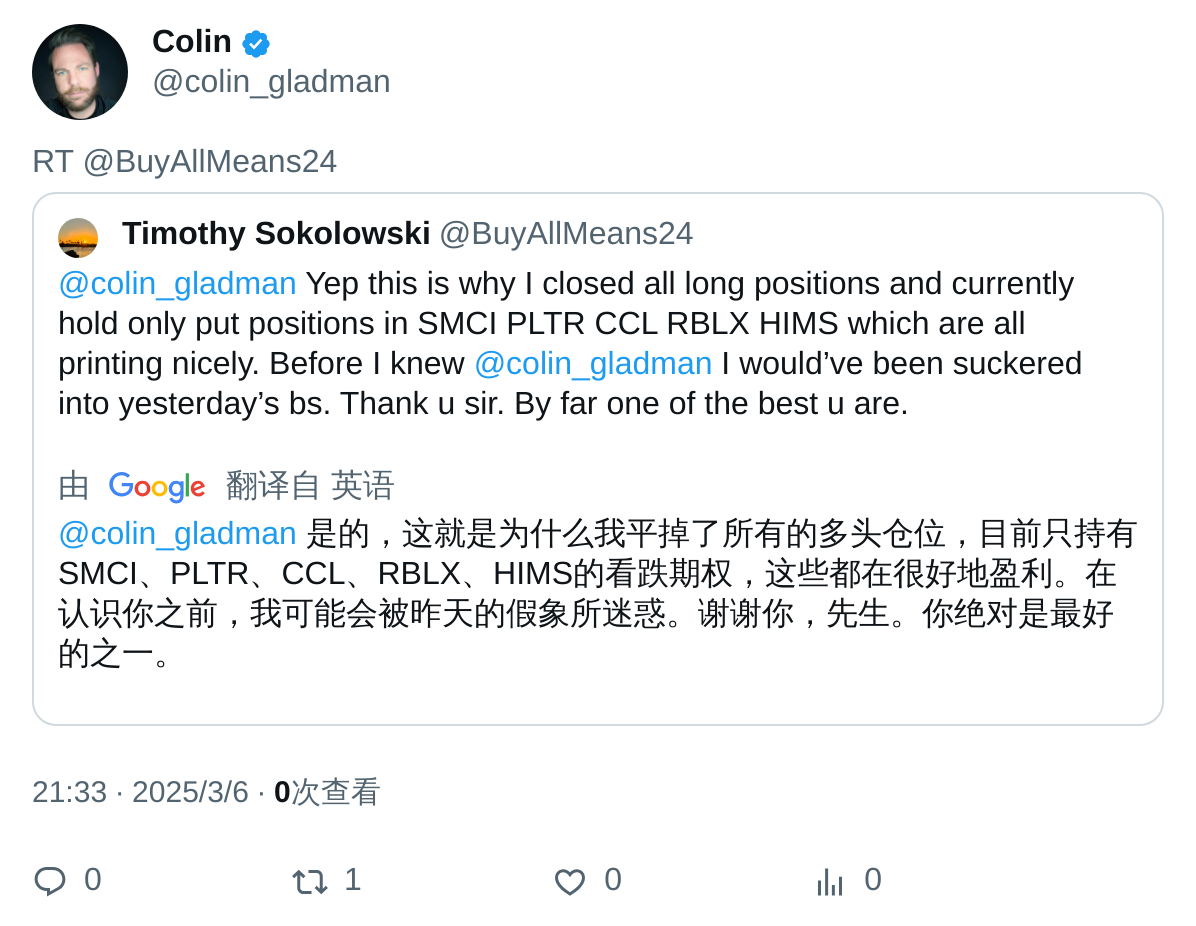 Colin
@colin_gladman
RT @BuyAllMeans24
Timothy Sokolowski @BuyAllMeans24
@colin_gladman Yep this is why I closed all long positions and currently
hold only put positions in SMCI PLTR CCL RBLX HIMS which are all
printing nicely. Before I knew @colin_gladman I would’ve been suckered
into yesterday’s bs. Thank u sir. By far one of the best u are.
由 Google 翻译自 英语
@colin_gladman 是的，这就是为什么我平掉了所有的多头仓位，目前只持有
SMCI、PLTR、CCL、RBLX、HIMS的看跌期权，这些都在很好地盈利。在
认识你之前，我可能会被昨天的假象所迷惑。谢谢你，先生。你绝对是最好
的之一。
21:33 · 2025/3/6 · 0次查看
0 1 0 0